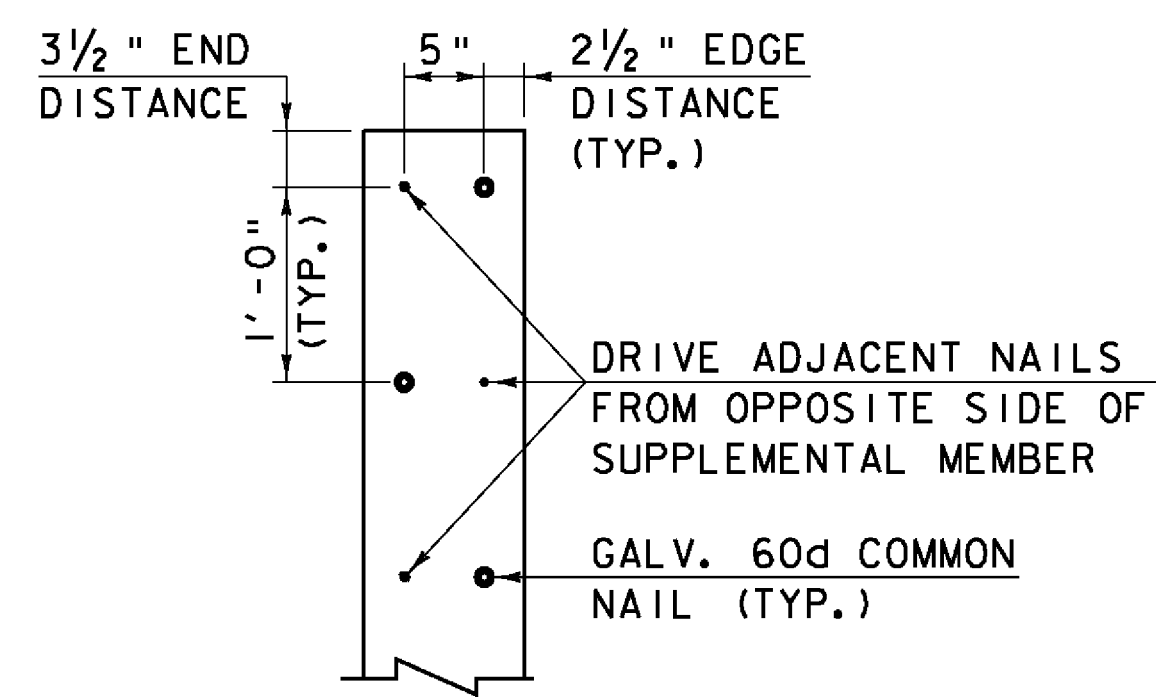 3½" END
DISTANCE
5"
2½" EDGE
DISTANCE
(TYP.)
1'-0"
(TYP.)
DRIVE ADJACENT NAILS
FROM OPPOSITE SIDE OF
SUPPLEMENTAL MEMBER
GALV. 60d COMMON
NAIL (TYP.)